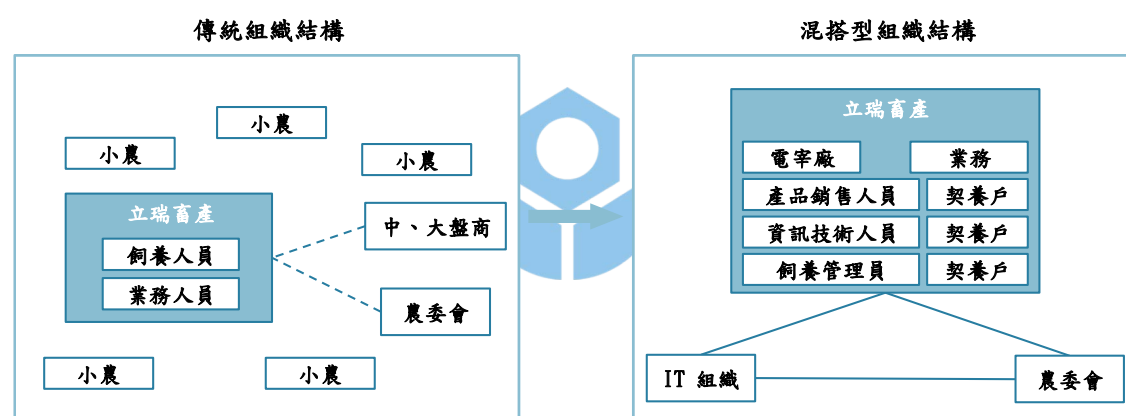 傳統組織結構
小農
小農
小農
立瑞畜產
飼養人員
業務人員
中、大盤商
農委會
小農
小農
混搭型組織結構
立瑞畜產
電宰廠
業務
產品銷售人員
契養戶
資訊技術人員
契養戶
飼養管理員
契養戶
IT 組織
農委會